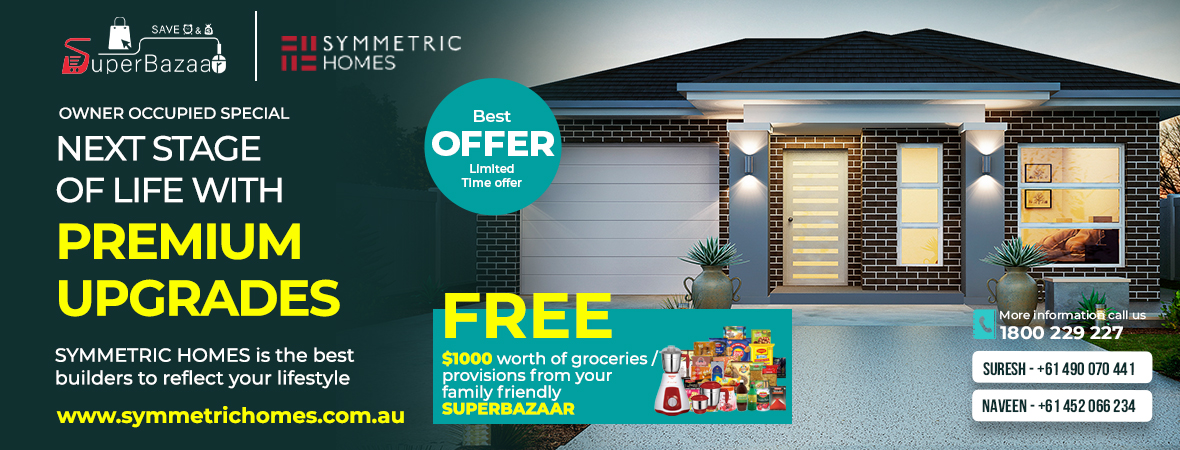 SAVE &
SuperBazaar
SYMMETRIC
HOMES
OWNER OCCUPIED SPECIAL
NEXT STAGE
OF LIFE WITH
PREMIUM
UPGRADES
SYMMETRIC HOMES is the best
builders to reflect your lifestyle
www.symmetrichomes.com.au
Best
OFFER
Limited
Time offer
FREE
$1000 worth of groceries /
provisions from your
family friendly
SUPERBAZAAR
More information call us
1800 229 227
SURESH - +61 490 070 441
NAVEEN - +61 452 066 234